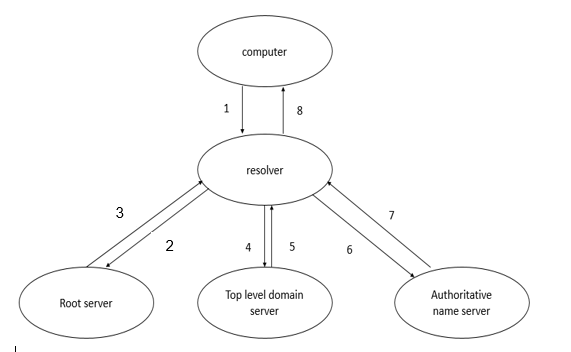 computer
1
8
resolver
3
2
4
5
6
7
Root server
Top level domain
server
Authoritative
name server